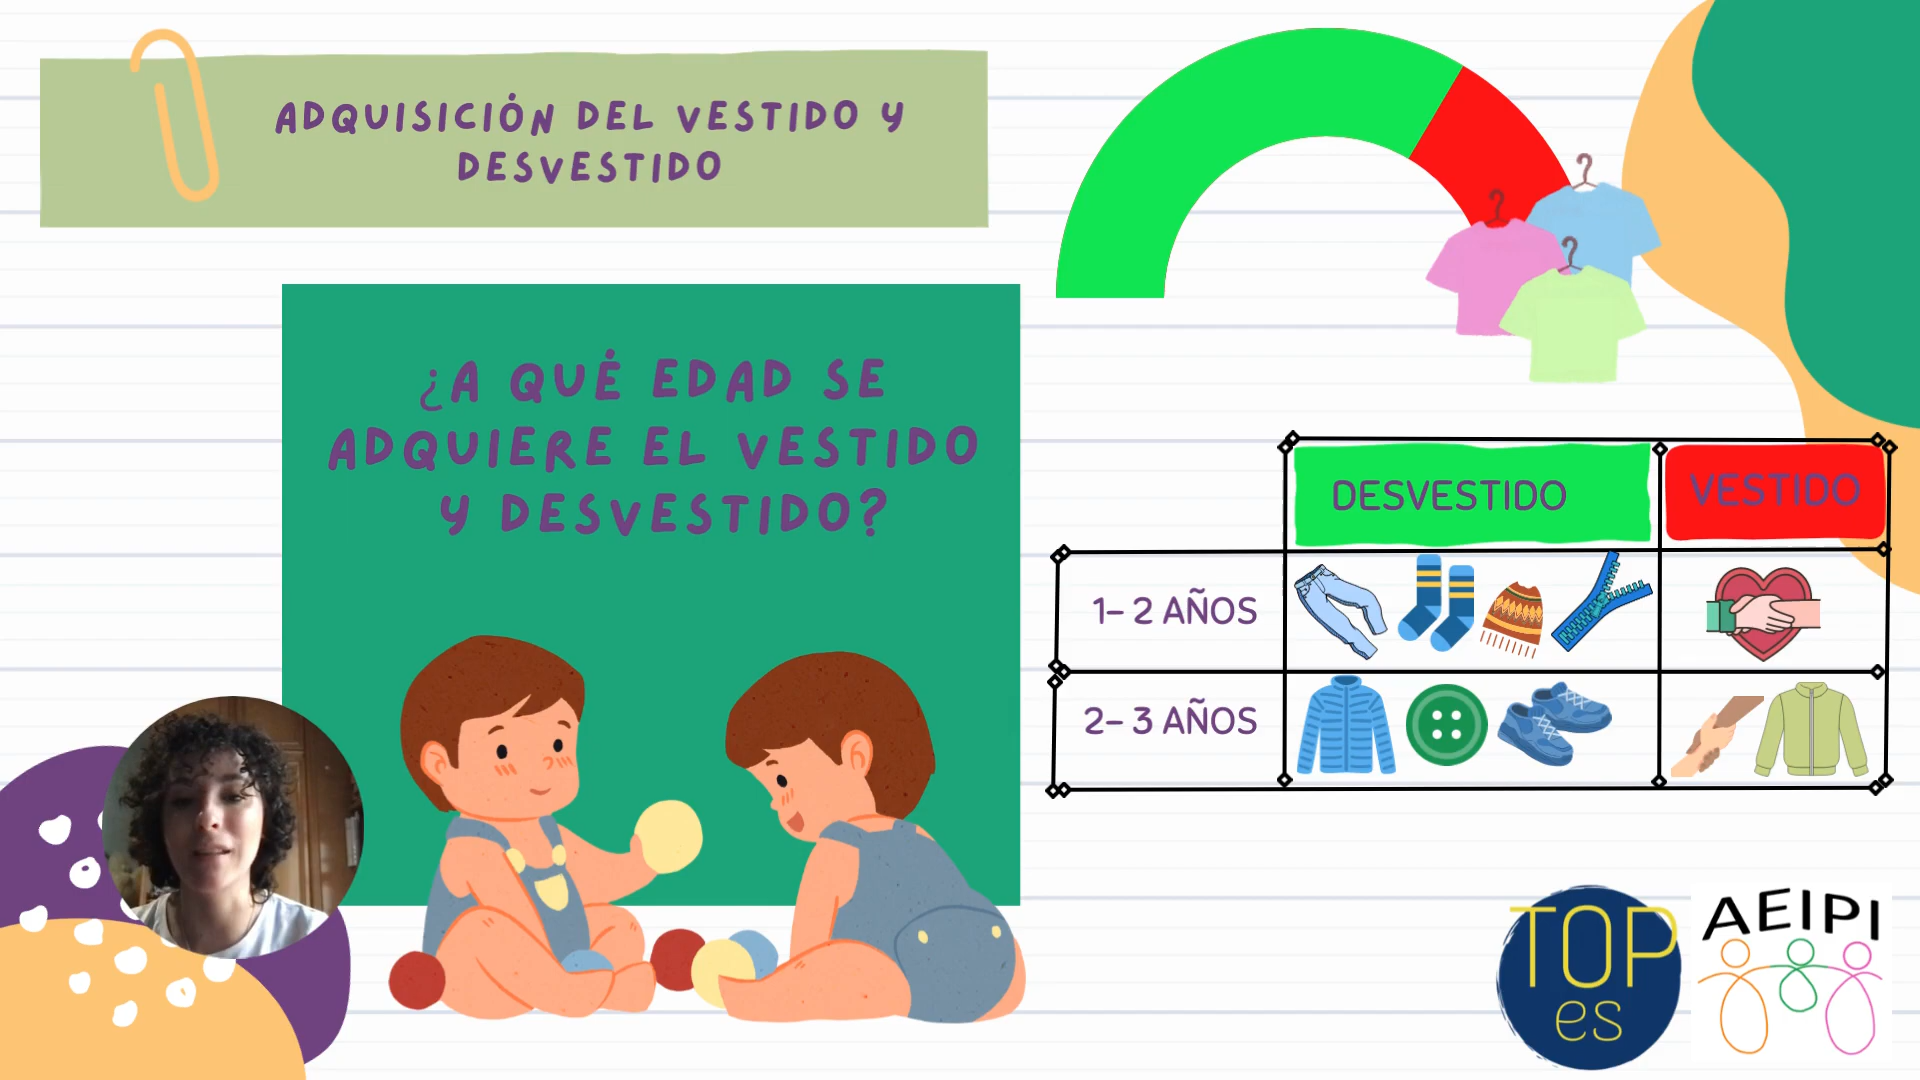 ADQUISICIÓN DEL VESTIDO Y
DESVESTIDO
¿A QUÉ EDAD SE
ADQUIERE EL VESTIDO
Y DESVESTIDO?
DESVESTIDO VESTIDO
1- 2 AÑOS
2- 3 AÑOS
TOP
es
AEIPI